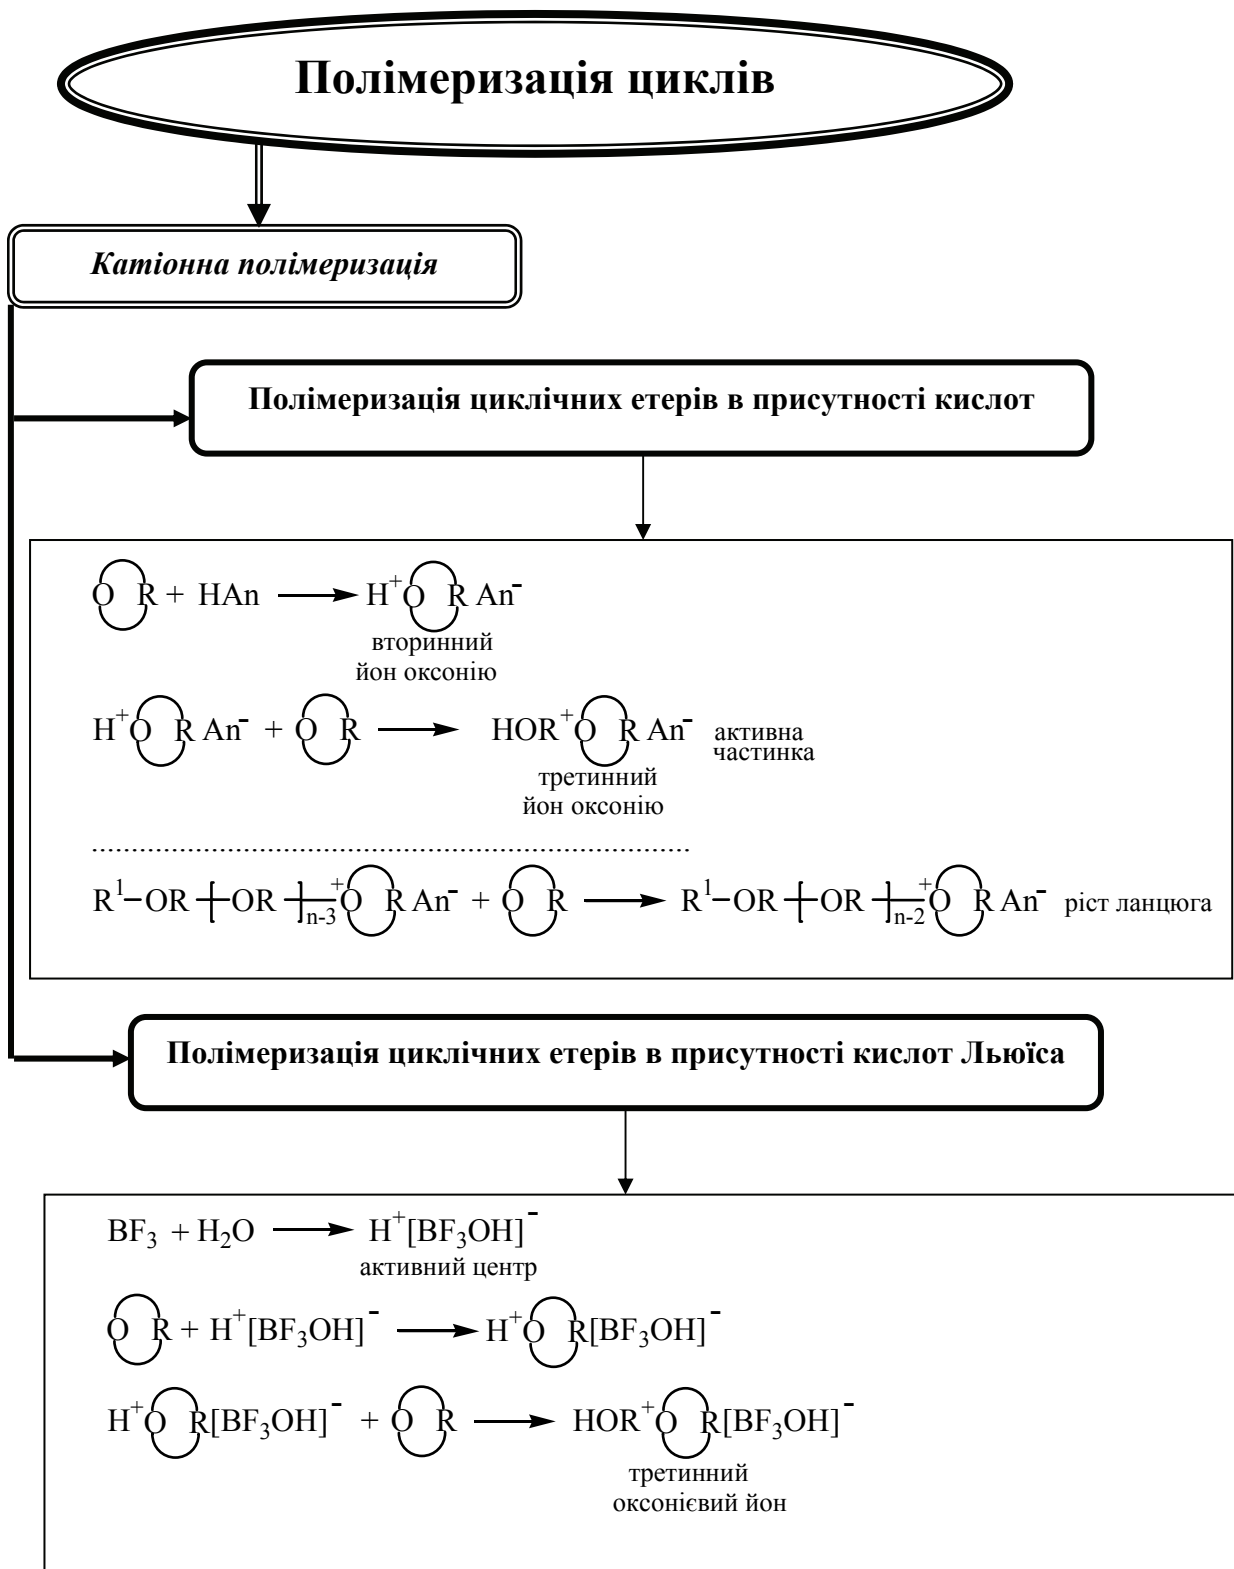 Полімеризація циклів
Катіонна полімеризація
Полімеризація циклічних етерів в присутності кислот
O R + HAn ⟶ H⁺O R An⁻
вторинний
йон оксонію
H⁺O R An⁻ + O R ⟶ HOR⁺O R An⁻ активна
частинка
третинний
йон оксонію
R¹–OR–[–OR–]ₙ₋₃–O⁺ R An⁻ + O R ⟶ R¹–OR–[–OR–]ₙ₋₂–O⁺ R An⁻ ріст ланцюга
Полімеризація циклічних етерів в присутності кислот Льюїса
BF₃ + H₂O ⟶ H⁺[BF₃OH]⁻
активний центр
O R + H⁺[BF₃OH]⁻ ⟶ H⁺O R[BF₃OH]⁻
H⁺O R[BF₃OH]⁻ + O R ⟶ HOR⁺O R[BF₃OH]⁻
третинний
оксонієвий йон